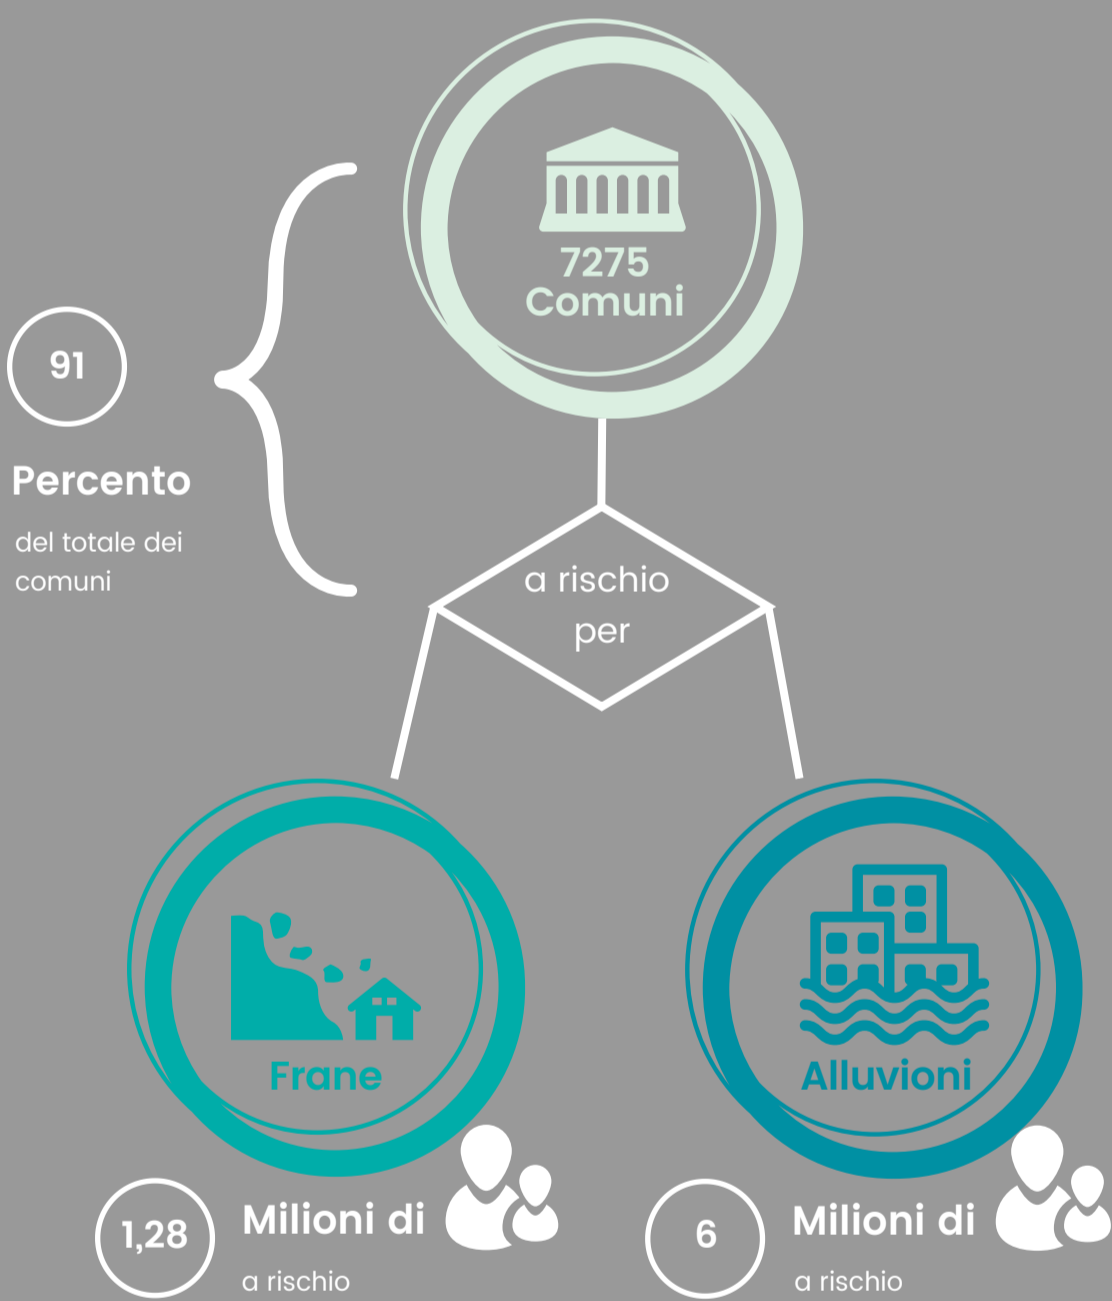 7275
Comuni
91
Percento
del totale dei
comuni
a rischio
per
Frane
Alluvioni
1,28
Milioni di
a rischio
6
Milioni di
a rischio